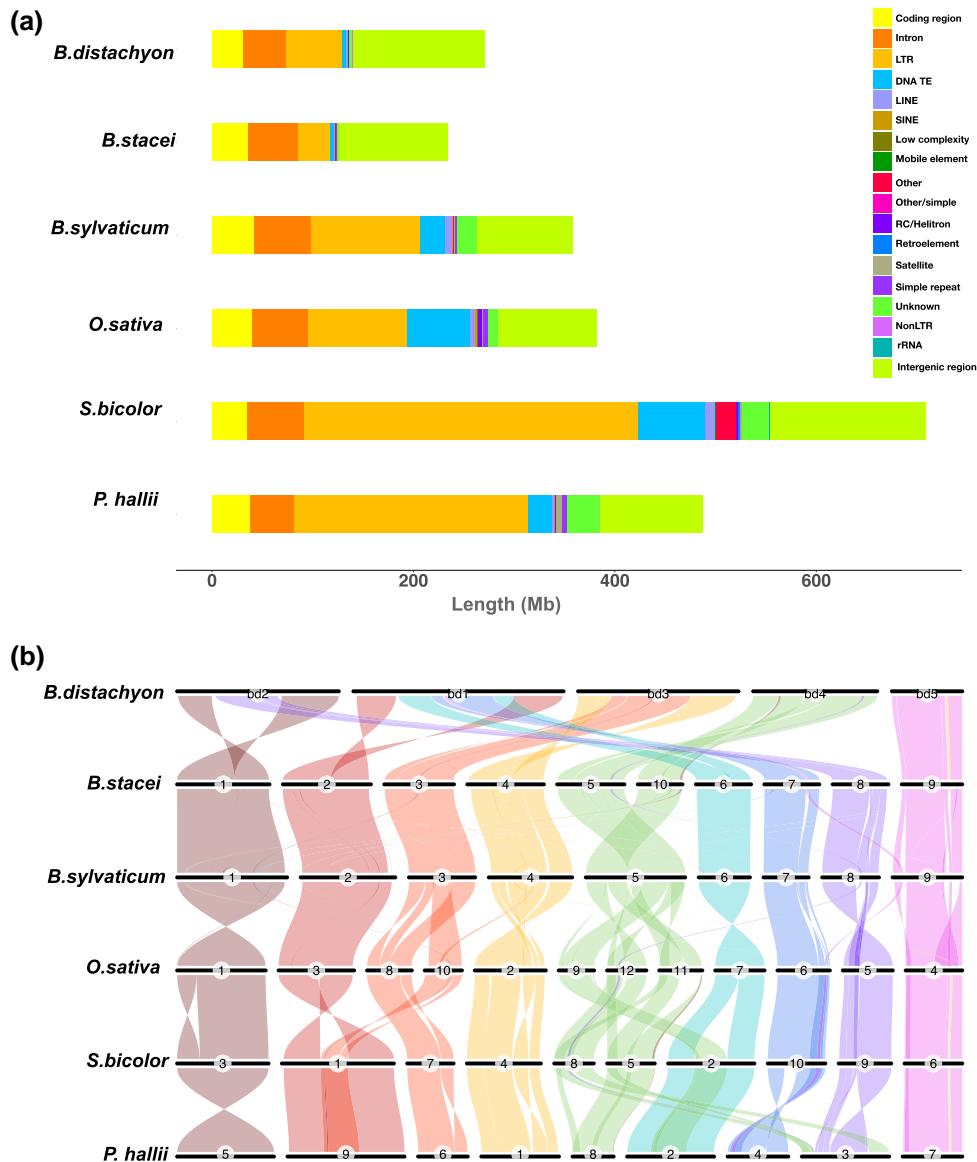 (a)
B.distachyon
B.stacei
B.sylvaticum
O.sativa
S.bicolor
P. hallii
0 200 400 600
Length (Mb)
Coding region
Intron
LTR
DNA TE
LINE
SINE
Low complexity
Mobile element
Other
Other/simple
RC/Helitron
Retroelement
Satellite
Simple repeat
Unknown
NonLTR
rRNA
Intergenic region
(b)
B.distachyon bd2 bd1 bd3 bd4 bd5
B.stacei 1 2 3 4 5 10 6 7 8 9
B.sylvaticum 1 2 3 4 5 6 7 8 9
O.sativa 1 3 8 10 2 9 12 11 7 6 5 4
S.bicolor 3 1 7 4 8 5 2 10 9 6
P. hallii 5 9 6 1 8 2 4 3 7